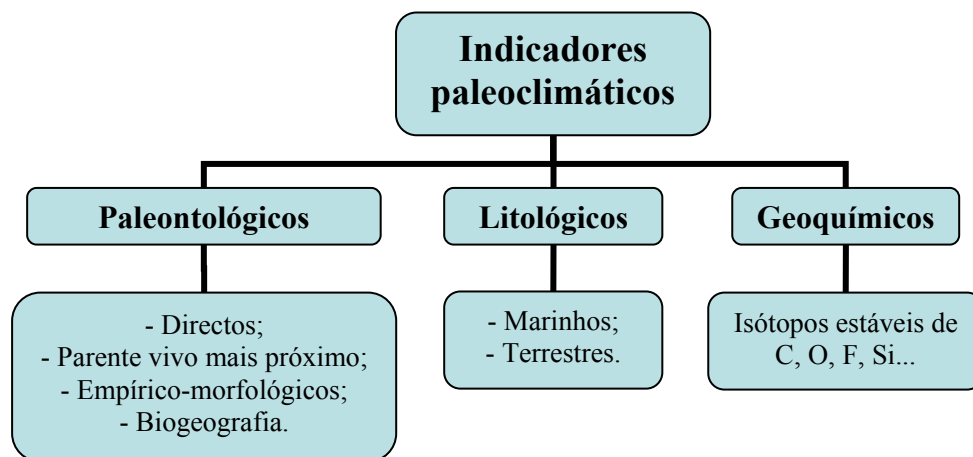 Indicadores
paleoclimáticos
Paleontológicos
Litológicos
Geoquímicos
- Directos;
- Parente vivo mais próximo;
- Empírico-morfológicos;
- Biogeografia.
- Marinhos;
- Terrestres.
Isótopos estáveis de
C, O, F, Si...